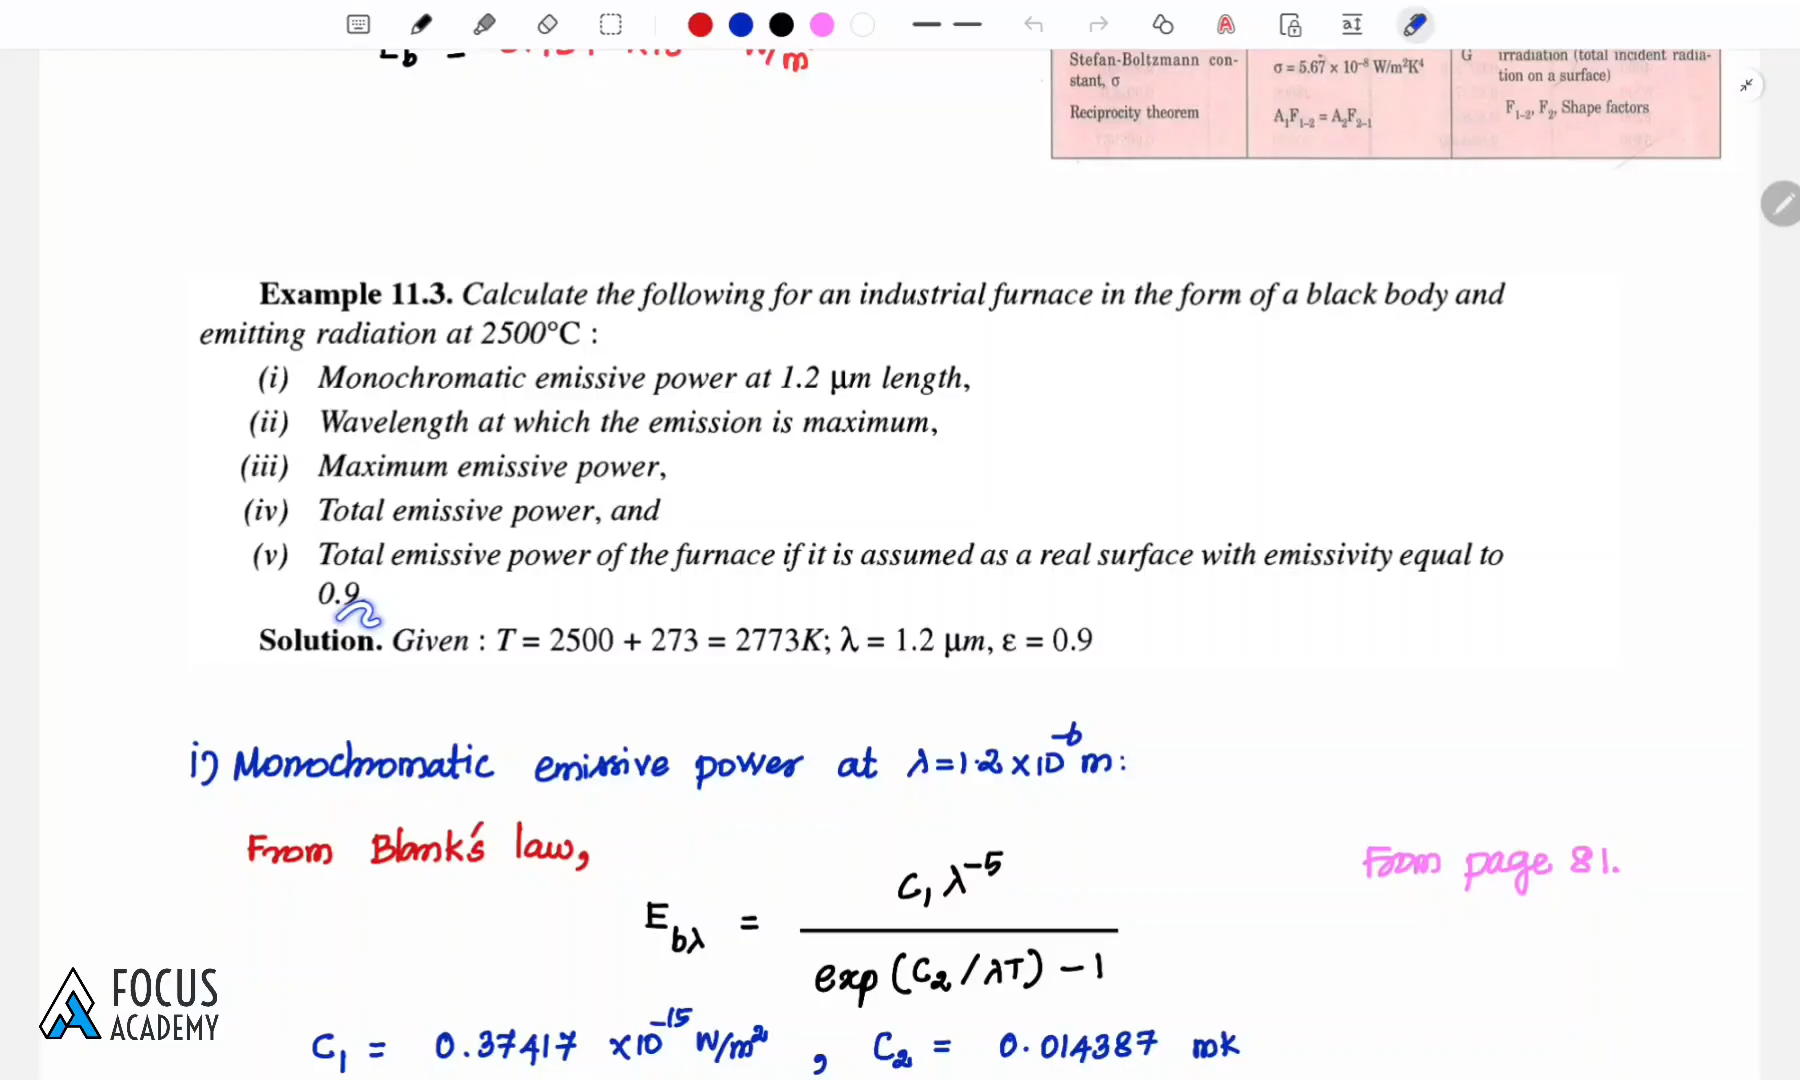 Stefan-Boltzmann con-
stant, σ
σ = 5.67 × 10⁻⁸ W/m²K⁴
G irradiation (total incident radia-
tion on a surface)
Reciprocity theorem
A₁F₁₋₂ = A₂F₂₋₁
F₁₋₂, F₂, Shape factors
Example 11.3. Calculate the following for an industrial furnace in the form of a black body and
emitting radiation at 2500°C :
(i) Monochromatic emissive power at 1.2 μm length,
(ii) Wavelength at which the emission is maximum,
(iii) Maximum emissive power,
(iv) Total emissive power, and
(v) Total emissive power of the furnace if it is assumed as a real surface with emissivity equal to
0.9
Solution. Given : T = 2500 + 273 = 2773K; λ = 1.2 μm, ε = 0.9
i) Monochromatic emissive power at λ = 1.2 × 10⁻⁶ m :
From Blank's law,
From page 81.
E_bλ = C₁ λ⁻⁵ / exp (C₂ / λT) − 1
C₁ = 0.37417 × 10⁻¹⁵ W/m² , C₂ = 0.014387 mk
FOCUS
ACADEMY